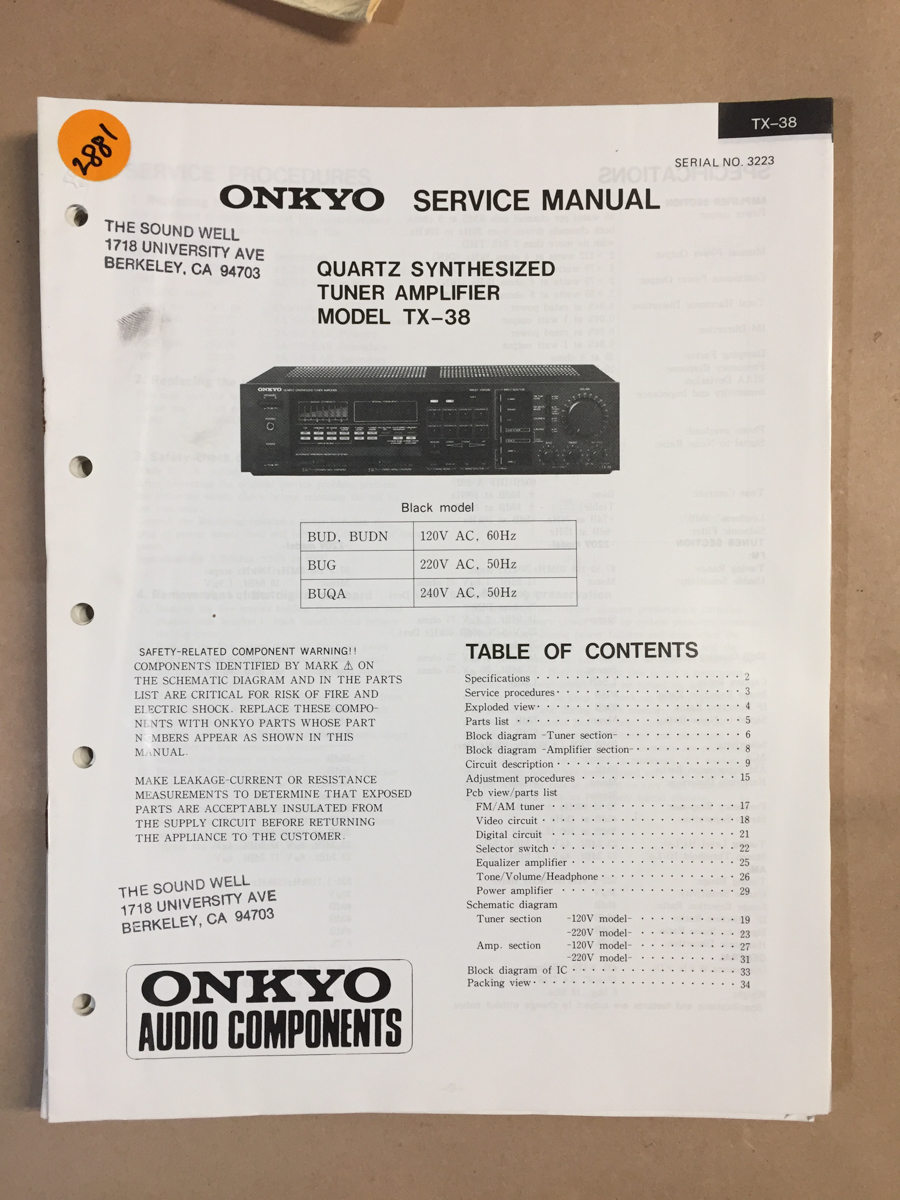 2881
TX-38
SERIAL NO. 3223
ONKYO SERVICE MANUAL
THE SOUND WELL
1718 UNIVERSITY AVE
BERKELEY, CA 94703
QUARTZ SYNTHESIZED
TUNER AMPLIFIER
MODEL TX-38
ONKYO
Black model
BUD, BUDN 120V AC, 60Hz
BUG 220V AC, 50Hz
BUQA 240V AC, 50Hz
SAFETY-RELATED COMPONENT WARNING!!
COMPONENTS IDENTIFIED BY MARK ⚠ ON
THE SCHEMATIC DIAGRAM AND IN THE PARTS
LIST ARE CRITICAL FOR RISK OF FIRE AND
ELECTRIC SHOCK. REPLACE THESE COMPO-
NENTS WITH ONKYO PARTS WHOSE PART
NUMBERS APPEAR AS SHOWN IN THIS
MANUAL.
MAKE LEAKAGE-CURRENT OR RESISTANCE
MEASUREMENTS TO DETERMINE THAT EXPOSED
PARTS ARE ACCEPTABLY INSULATED FROM
THE SUPPLY CIRCUIT BEFORE RETURNING
THE APPLIANCE TO THE CUSTOMER.
THE SOUND WELL
1718 UNIVERSITY AVE
BERKELEY, CA 94703
ONKYO
AUDIO COMPONENTS
TABLE OF CONTENTS
Specifications 2
Service procedures 3
Exploded view 4
Parts list 5
Block diagram -Tuner section- 6
Block diagram -Amplifier section- 8
Circuit description 9
Adjustment procedures 15
Pcb view/parts list
FM/AM tuner 17
Video circuit 18
Digital circuit 21
Selector switch 22
Equalizer amplifier 25
Tone/Volume/Headphone 26
Power amplifier 29
Schematic diagram
Tuner section -120V model- 19
-220V model- 23
Amp. section -120V model- 27
-220V model- 31
Block diagram of IC 33
Packing view 34